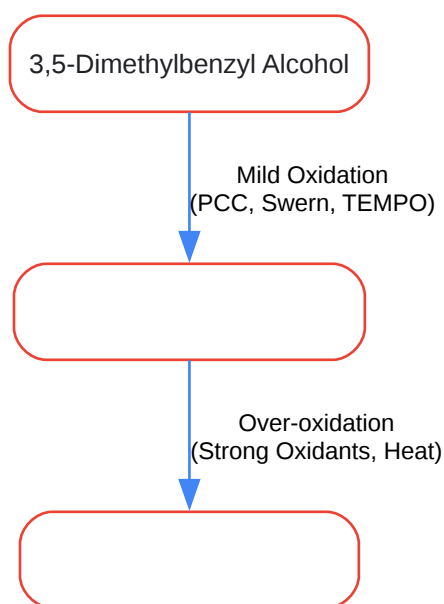 3,5-Dimethylbenzyl Alcohol
Mild Oxidation
(PCC, Swern, TEMPO)
Over-oxidation
(Strong Oxidants, Heat)